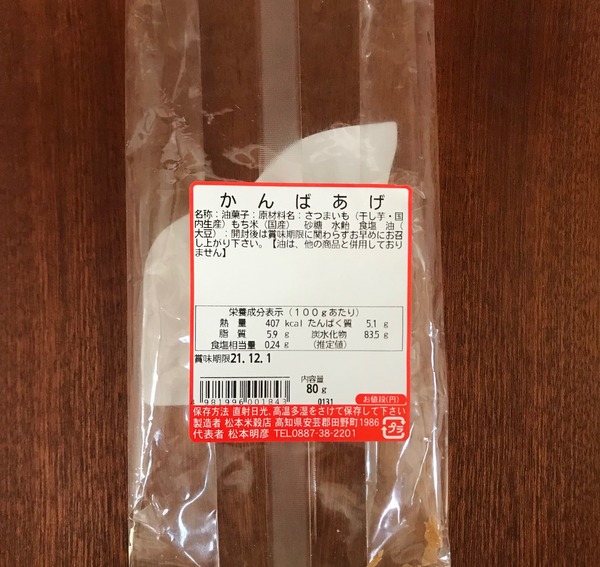 かんばあげ
名称：油菓子：原材料名：さつまいも（干し芋・国
内生産）もち米（国産）　砂糖　水飴　食塩　油（
大豆）：開封後は賞味期限に関わらずお早めにお召
し上がり下さい。【油は、他の商品と併用しており
ません】
栄養成分表示（１００ｇあたり）
熱　量　407 kcal たんぱく質　5.1 g
脂　質　5.9 g　炭水化物　83.5 g
食塩相当量 0.24 g　（推定値）
賞味期限21.12.1
内容量
80 g
981996 001843
0131
お値段(円)
保存方法 直射日光、高温多湿をさけて保存して下さい
製造者 松本米穀店 高知県安芸郡田野町1986
代表者 松本明彦 TEL0887-38-2201
プラ